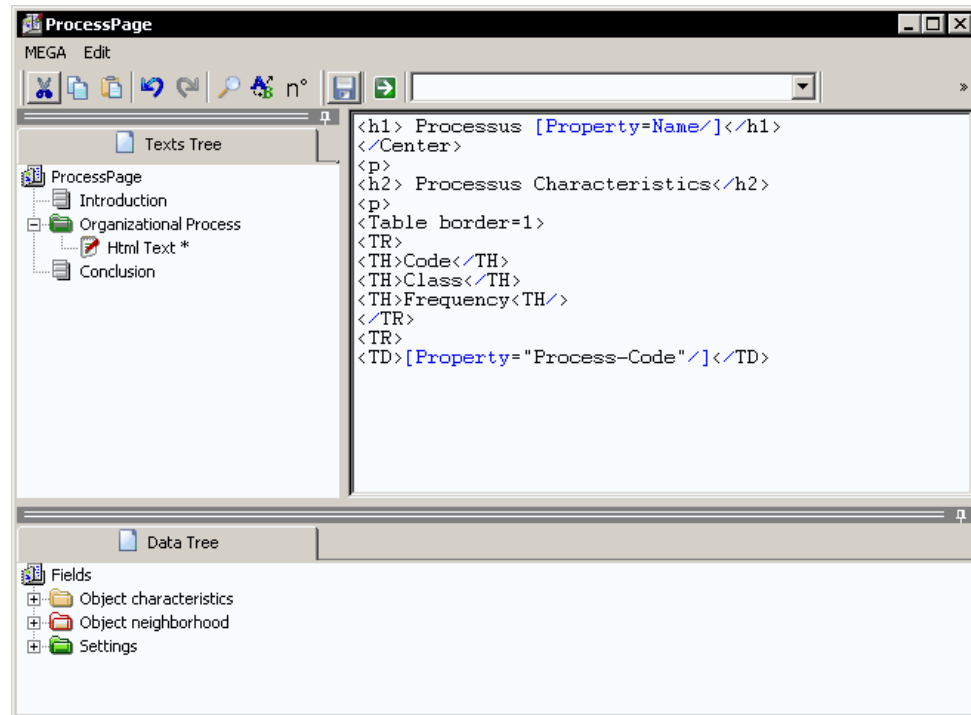 ProcessPage
MEGA Edit
n°
»
Texts Tree
ProcessPage
Introduction
Organizational Process
Html Text *
Conclusion
<h1> Processus [Property=Name/]</h1>
</Center>
<p>
<h2> Processus Characteristics</h2>
<p>
<Table border=1>
<TR>
<TH>Code</TH>
<TH>Class</TH>
<TH>Frequency<TH/>
</TR>
<TR>
<TD>[Property="Process-Code"/]</TD>
Data Tree
Fields
Object characteristics
Object neighborhood
Settings